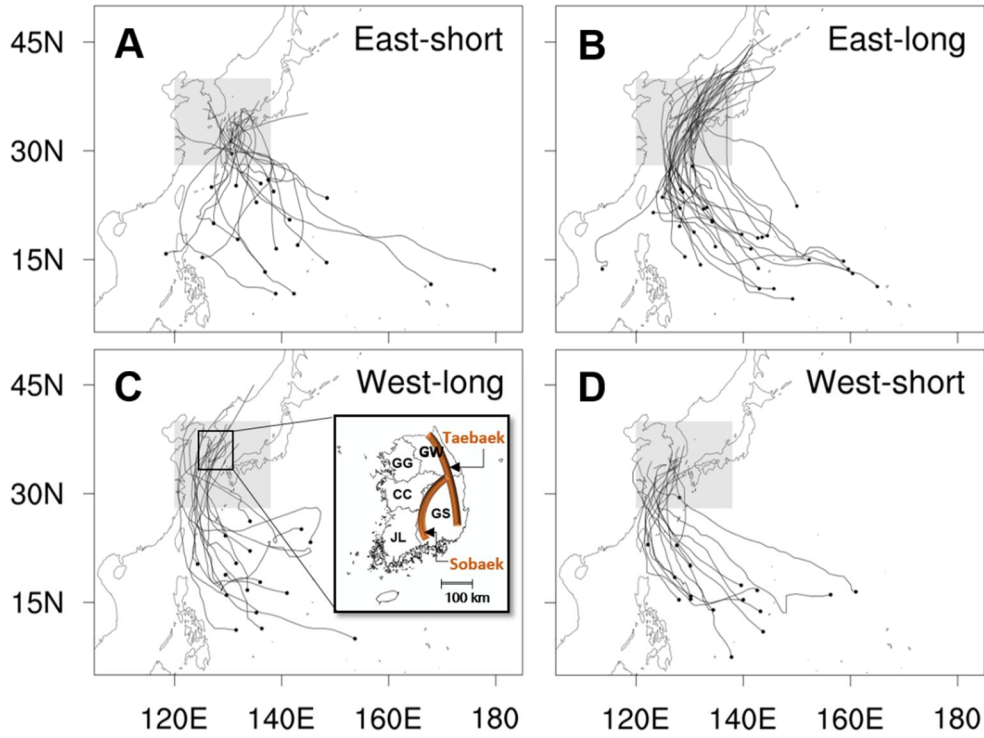 A
East-short
B
East-long
45N
30N
15N
C
West-long
D
West-short
45N
30N
15N
Taebaek
GW
GG
CC
GS
JL
Sobaek
100 km
120E
140E
160E
180
120E
140E
160E
180